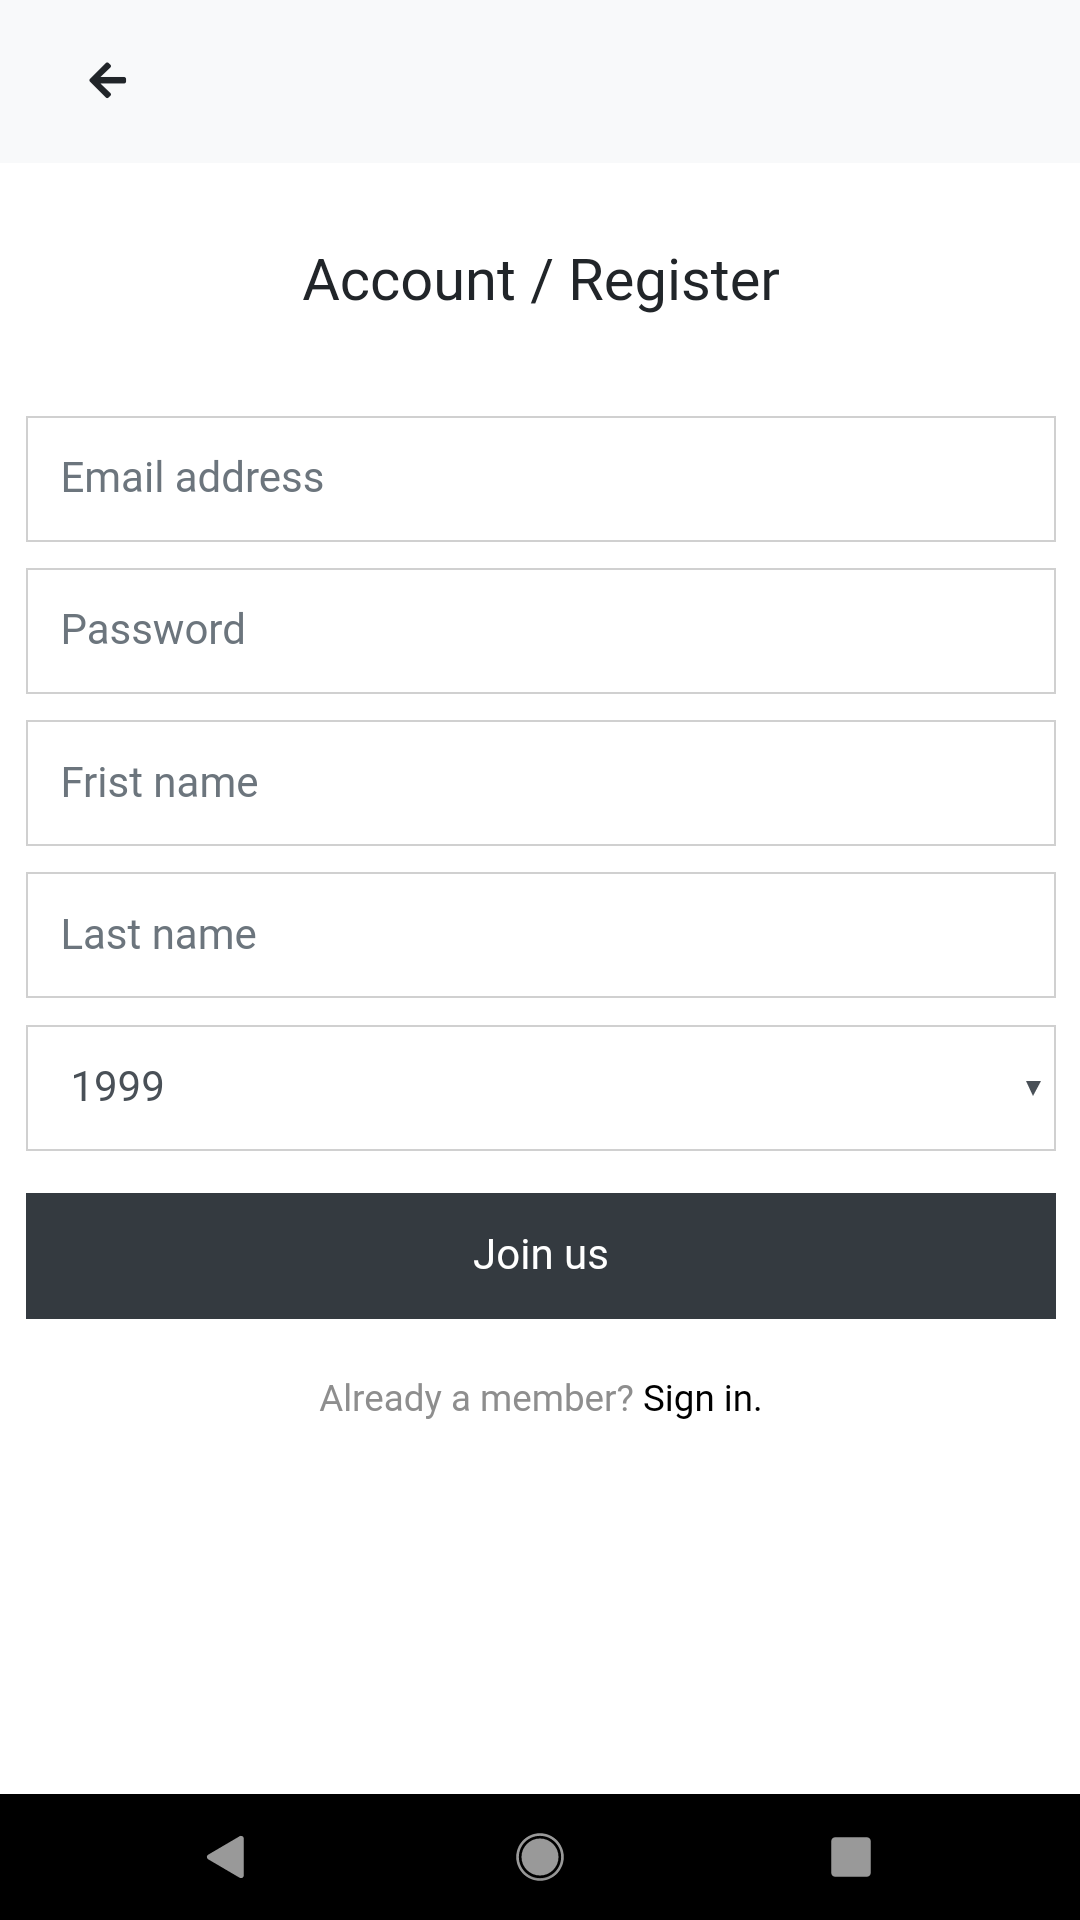 Account / Register
Email address
Password
Frist name
Last name
1999
Join us
Already a member? Sign in.